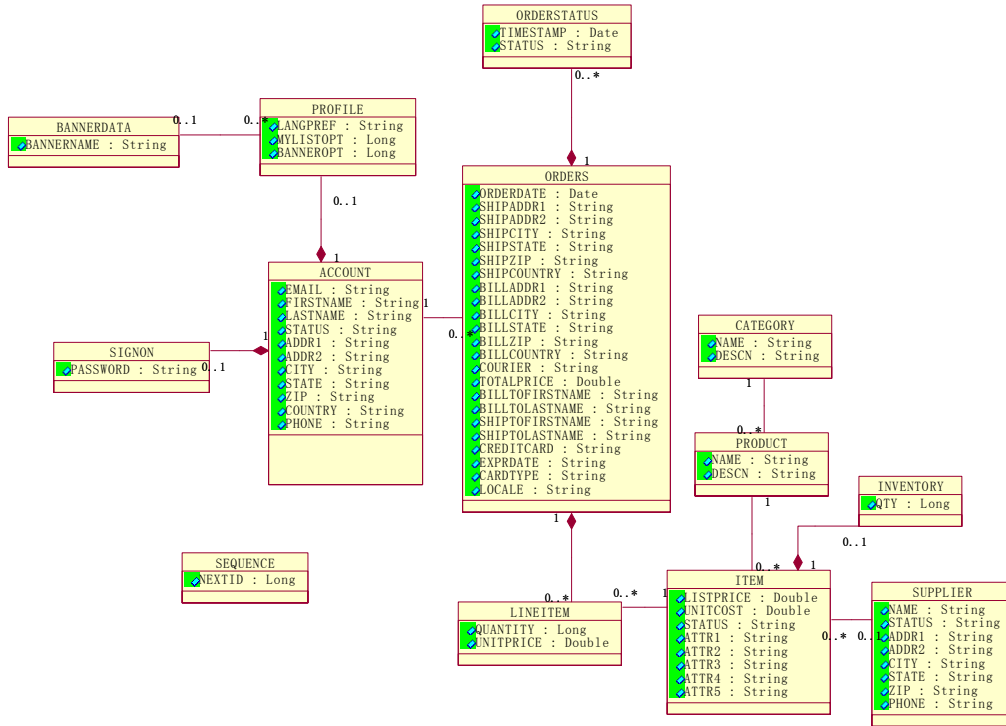 ORDERSTATUS
TIMESTAMP : Date
STATUS : String
0..*
1
PROFILE
LANGPREF : String
MYLISTOPT : Long
BANNEROPT : Long
0..1
0..*
BANNERDATA
BANNERNAME : String
0..1
1
ORDERS
ORDERDATE : Date
SHIPADDR1 : String
SHIPADDR2 : String
SHIPCITY : String
SHIPSTATE : String
SHIPZIP : String
SHIPCOUNTRY : String
BILLADDR1 : String
BILLADDR2 : String
BILLCITY : String
BILLSTATE : String
BILLZIP : String
BILLCOUNTRY : String
COURIER : String
TOTALPRICE : Double
BILLTOFIRSTNAME : String
BILLTOLASTNAME : String
SHIPTOFIRSTNAME : String
SHIPTOLASTNAME : String
CREDITCARD : String
EXPRDATE : String
CARDTYPE : String
LOCALE : String
ACCOUNT
EMAIL : String
FIRSTNAME : String
LASTNAME : String
STATUS : String
ADDR1 : String
ADDR2 : String
CITY : String
STATE : String
ZIP : String
COUNTRY : String
PHONE : String
1
0..*
1
0..1
SIGNON
PASSWORD : String
CATEGORY
NAME : String
DESCN : String
1
0..*
PRODUCT
NAME : String
DESCN : String
1
0..*
INVENTORY
QTY : Long
0..1
1
1
0..*
SEQUENCE
NEXTID : Long
LINEITEM
QUANTITY : Long
UNITPRICE : Double
0..*
1
ITEM
LISTPRICE : Double
UNITCOST : Double
STATUS : String
ATTR1 : String
ATTR2 : String
ATTR3 : String
ATTR4 : String
ATTR5 : String
0..*
0..1
SUPPLIER
NAME : String
STATUS : String
ADDR1 : String
ADDR2 : String
CITY : String
STATE : String
ZIP : String
PHONE : String